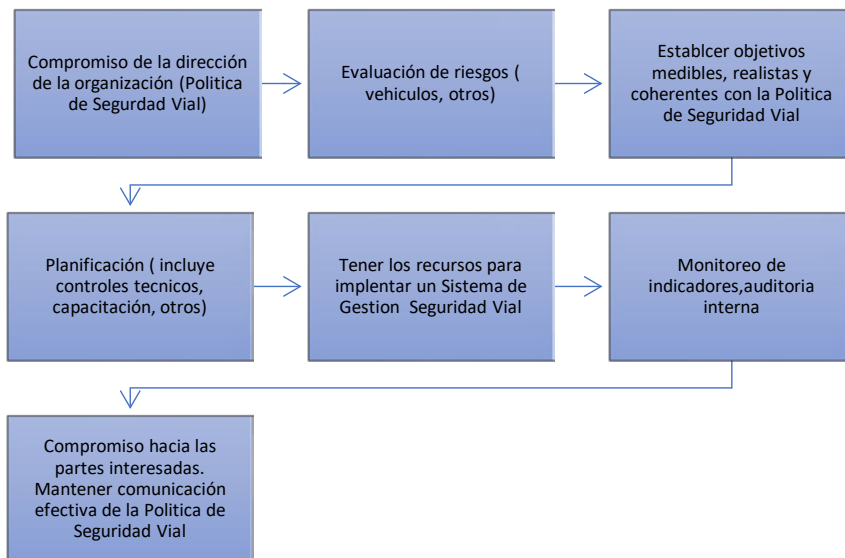 Compromiso de la dirección
de la organización (Politica
de Segurdad Vial)
Evaluación de riesgos (
vehiculos, otros)
Establcer objetivos
medibles, realistas y
coherentes con la Politica
de Seguridad Vial
Planificación ( incluye
controles tecnicos,
capacitación, otros)
Tener los recursos para
implentar un Sistema de
Gestion  Seguridad Vial
Monitoreo de
indicadores,auditoria
interna
Compromiso hacia las
partes interesadas.
Mantener comunicación
efectiva de la Politica de
Seguridad Vial